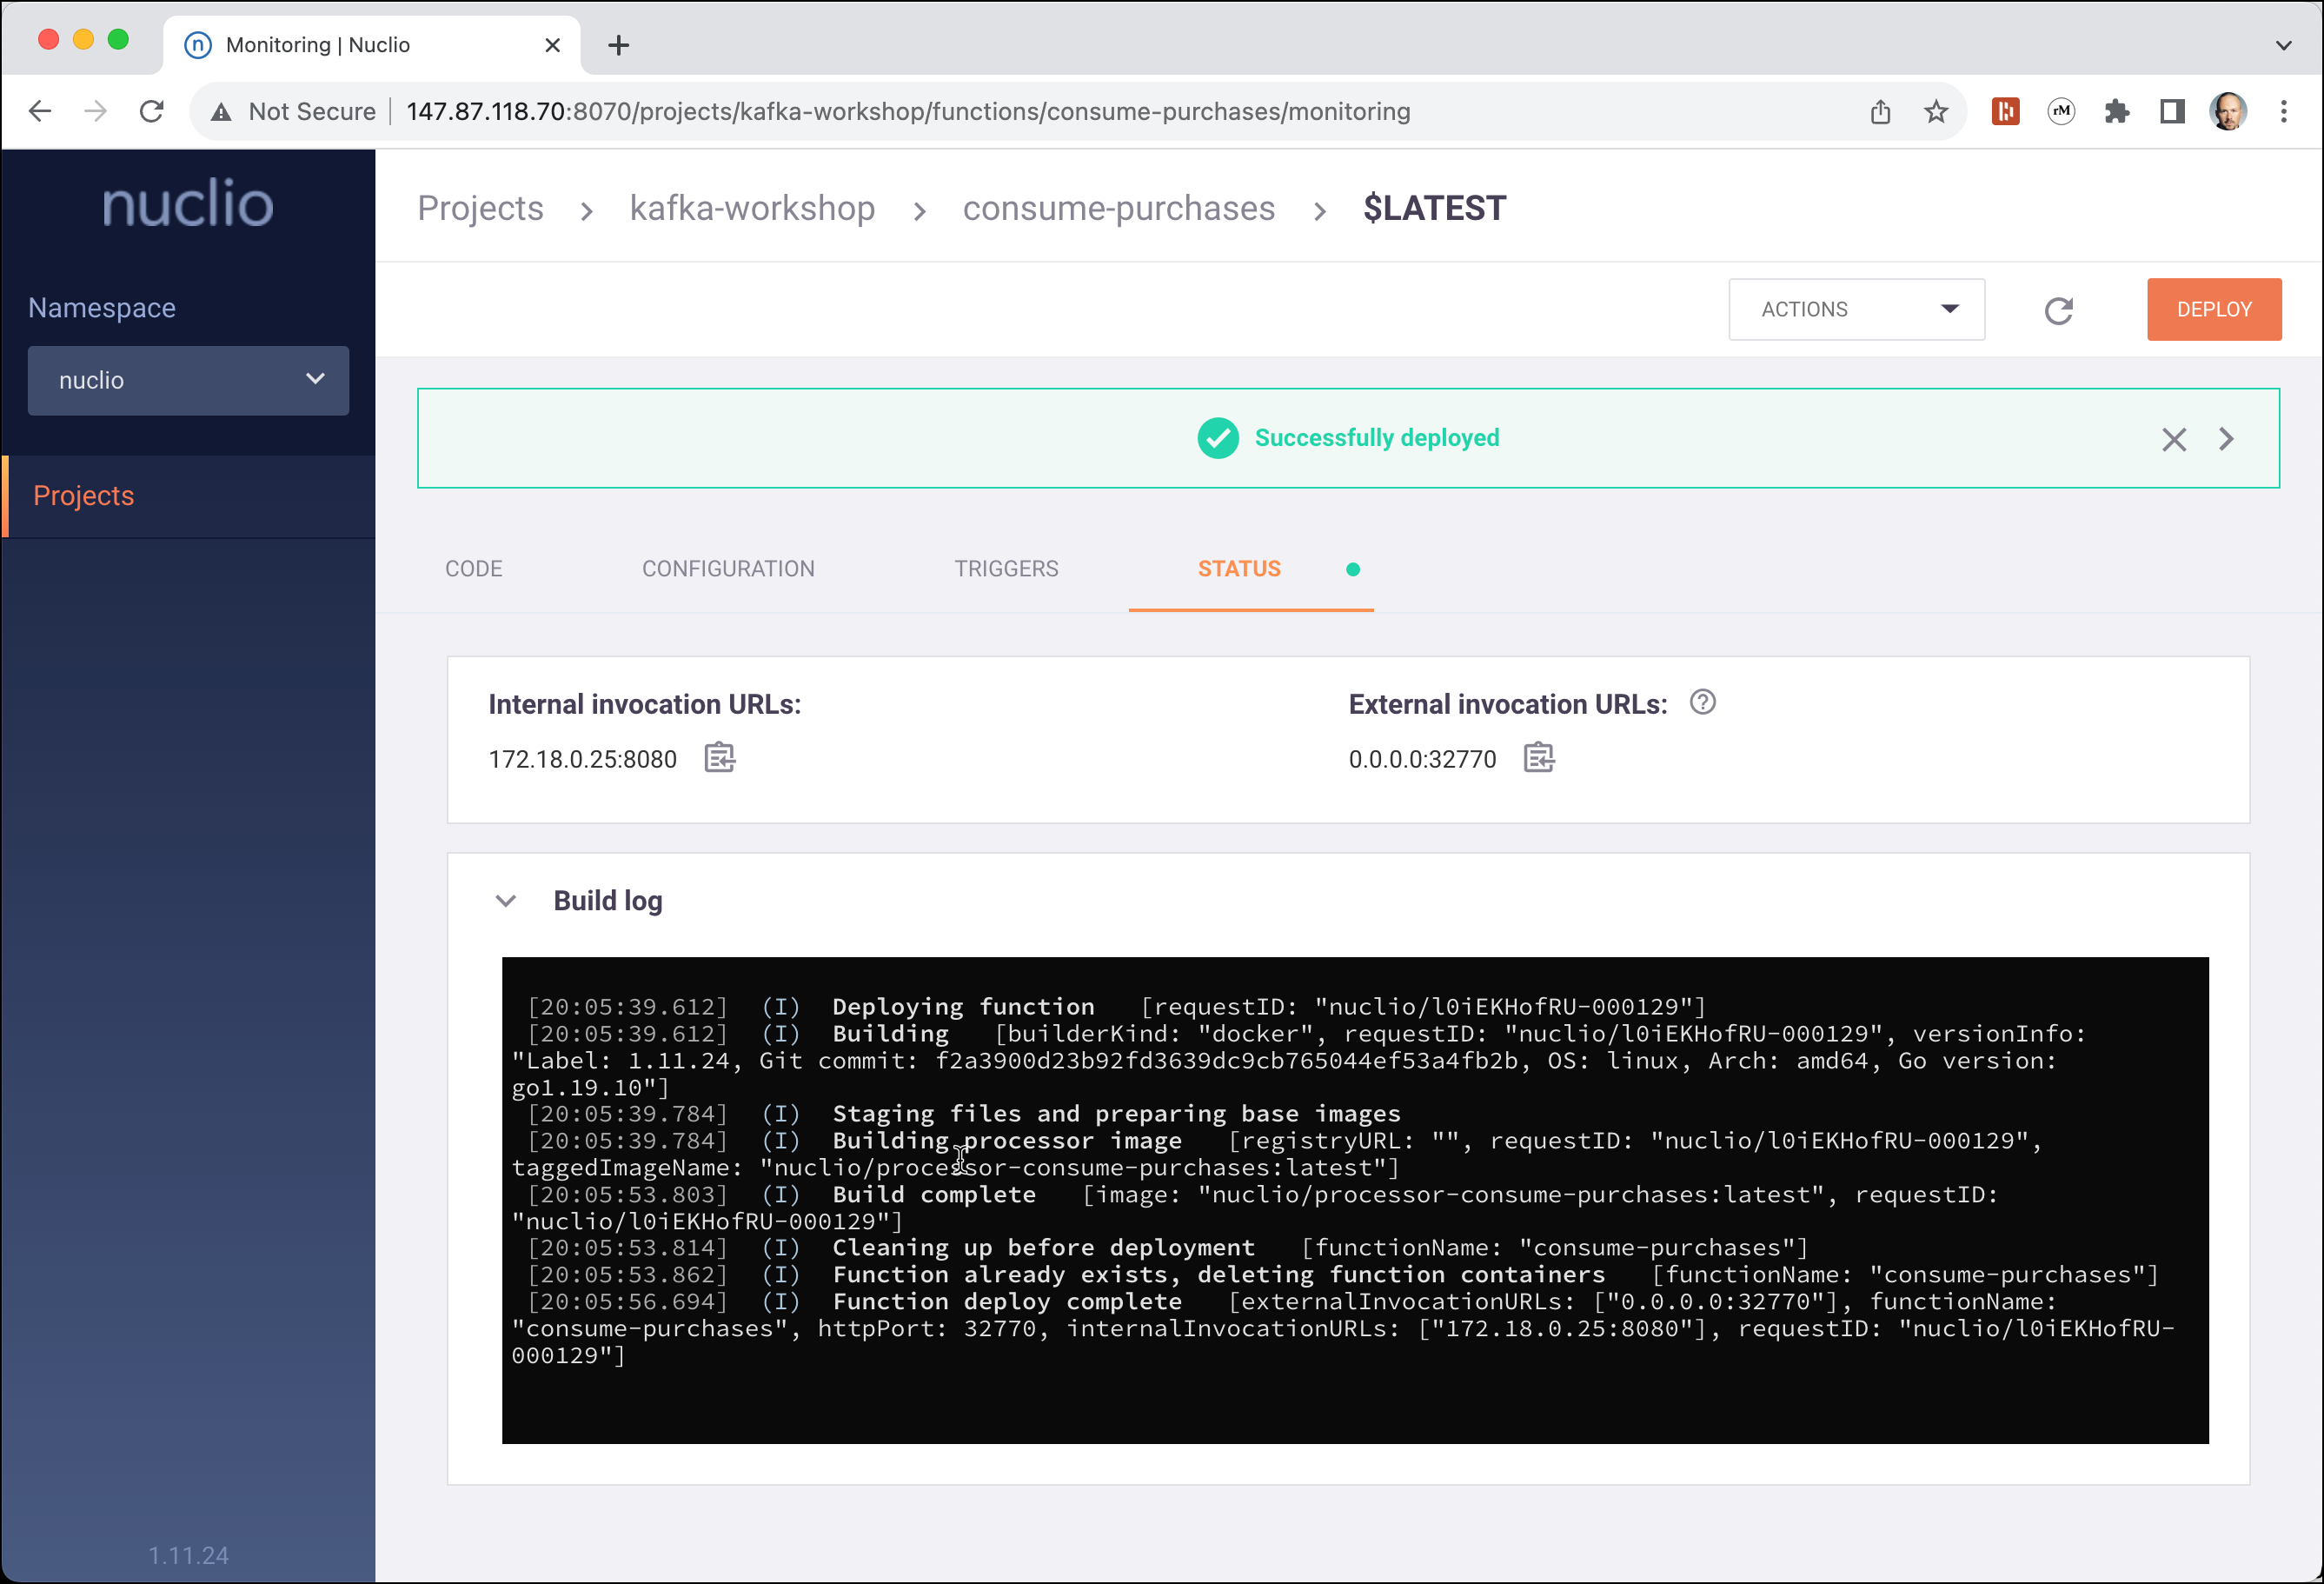 Monitoring | Nuclio
Not Secure
147.87.118.70:8070/projects/kafka-workshop/functions/consume-purchases/monitoring
rM
nuclio
Projects
kafka-workshop
consume-purchases
$LATEST
Namespace
nuclio
Projects
ACTIONS
DEPLOY
Successfully deployed
CODE
CONFIGURATION
TRIGGERS
STATUS
Internal invocation URLs:
172.18.0.25:8080
External invocation URLs:
0.0.0.0:32770
Build log
[20:05:39.612] (I) Deploying function [requestID: "nuclio/l0iEKHofRU-000129"]
[20:05:39.612] (I) Building [builderKind: "docker", requestID: "nuclio/l0iEKHofRU-000129", versionInfo:
"Label: 1.11.24, Git commit: f2a3900d23b92fd3639dc9cb765044ef53a4fb2b, OS: linux, Arch: amd64, Go version:
go1.19.10"]
[20:05:39.784] (I) Staging files and preparing base images
[20:05:39.784] (I) Building processor image [registryURL: "", requestID: "nuclio/l0iEKHofRU-000129",
taggedImageName: "nuclio/processor-consume-purchases:latest"]
[20:05:53.803] (I) Build complete [image: "nuclio/processor-consume-purchases:latest", requestID:
"nuclio/l0iEKHofRU-000129"]
[20:05:53.814] (I) Cleaning up before deployment [functionName: "consume-purchases"]
[20:05:53.862] (I) Function already exists, deleting function containers [functionName: "consume-purchases"]
[20:05:56.694] (I) Function deploy complete [externalInvocationURLs: ["0.0.0.0:32770"], functionName:
"consume-purchases", httpPort: 32770, internalInvocationURLs: ["172.18.0.25:8080"], requestID: "nuclio/l0iEKHofRU-
000129"]
1.11.24